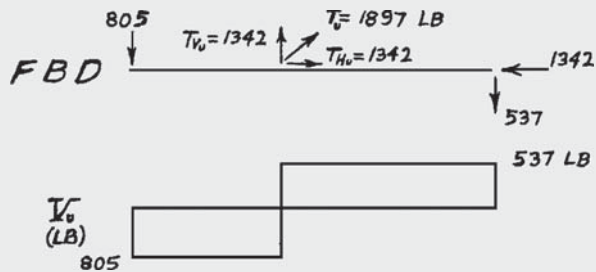 805
T_Vu = 1342
T_u = 1897 LB
T_Hu = 1342
FBD
1342
537
537 LB
V_u
(LB)
805